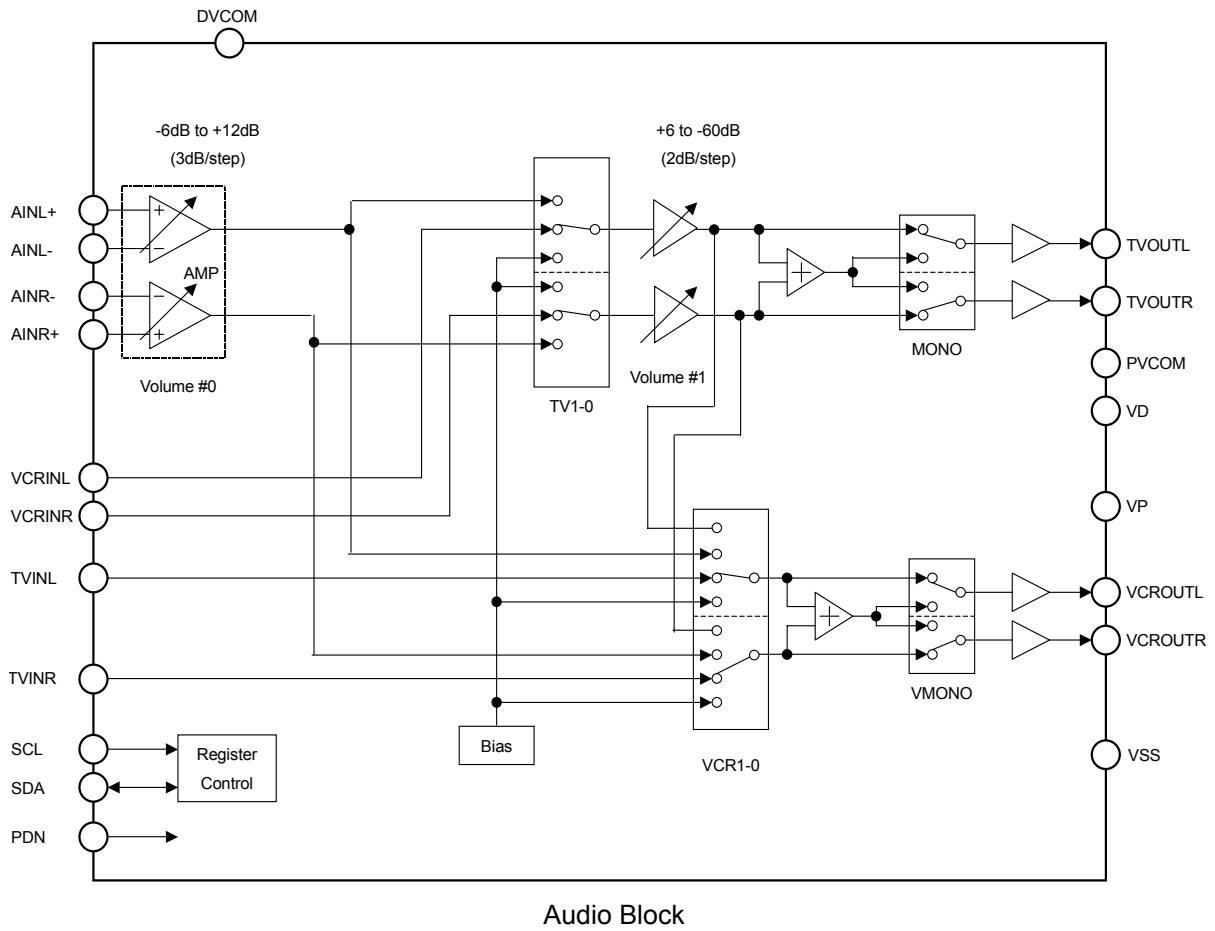 DVCOM
-6dB to +12dB
(3dB/step)
+6 to -60dB
(2dB/step)
AINL+
+
AINL-
−
AMP
AINR-
−
AINR+
+
Volume #0
TV1-0
Volume #1
+
MONO
TVOUTL
TVOUTR
PVCOM
VD
VP
VCRINL
VCRINR
TVINL
TVINR
+
VCROUTL
VCROUTR
VMONO
VCR1-0
Bias
VSS
SCL
SDA
Register
Control
PDN
Audio Block